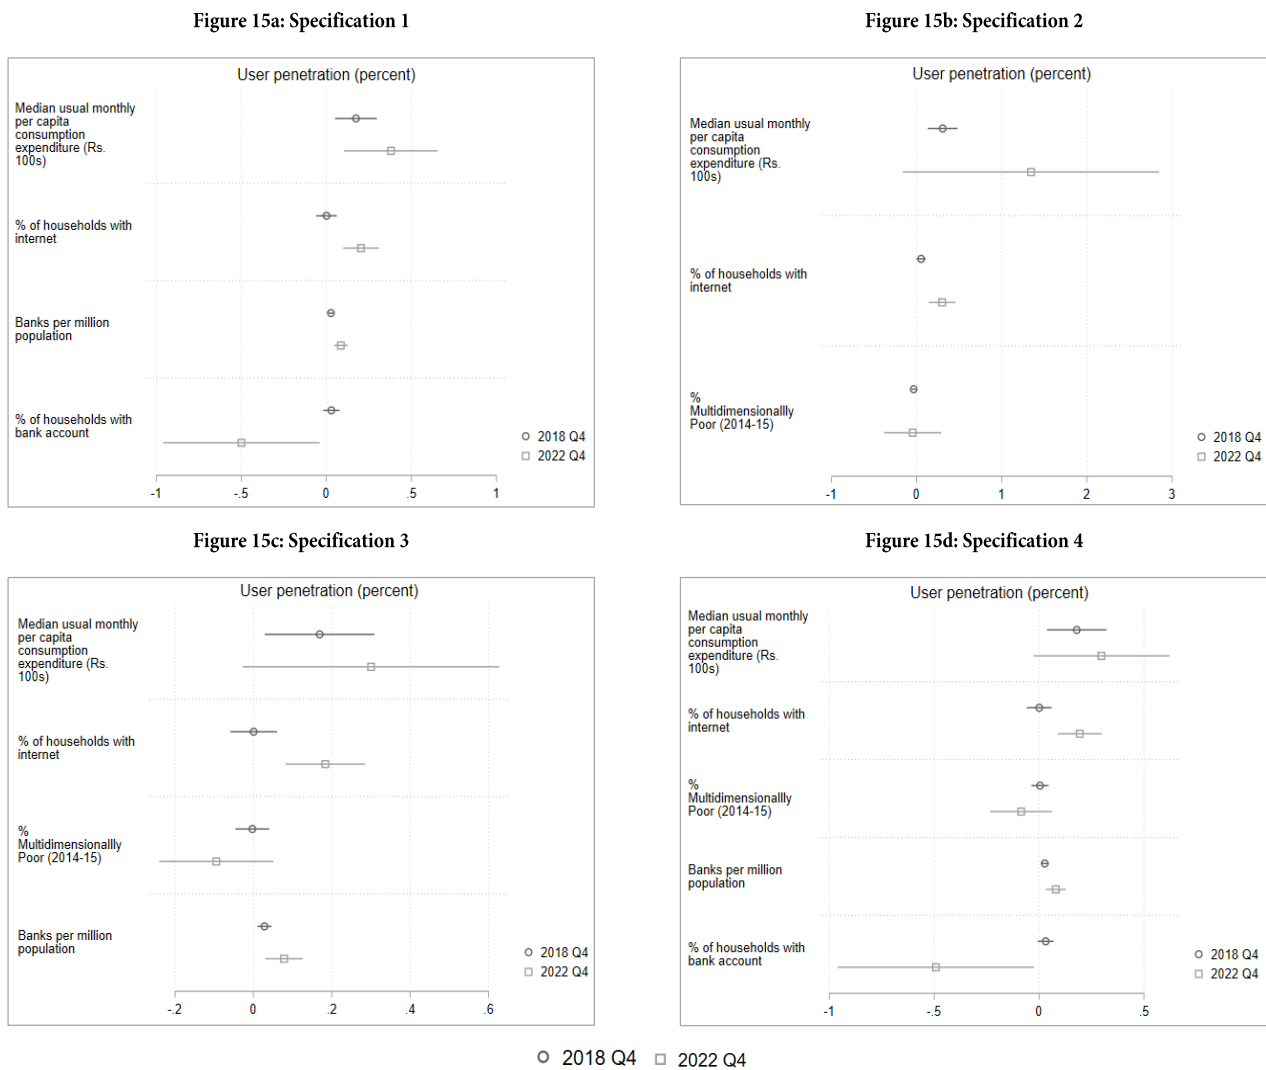 Figure 15a: Specification 1
User penetration (percent)
Median usual monthly
per capita
consumption
expenditure (Rs.
100s)
% of households with
internet
Banks per million
population
% of households with
bank account
2018 Q4
2022 Q4
-1
-.5
0
.5
1
Figure 15b: Specification 2
User penetration (percent)
Median usual monthly
per capita
consumption
expenditure (Rs.
100s)
% of households with
internet
%
Multidimensionallly
Poor (2014-15)
2018 Q4
2022 Q4
-1
0
1
2
3
Figure 15c: Specification 3
User penetration (percent)
Median usual monthly
per capita
consumption
expenditure (Rs.
100s)
% of households with
internet
%
Multidimensionallly
Poor (2014-15)
Banks per million
population
2018 Q4
2022 Q4
-.2
0
.2
.4
.6
Figure 15d: Specification 4
User penetration (percent)
Median usual monthly
per capita
consumption
expenditure (Rs.
100s)
% of households with
internet
%
Multidimensionallly
Poor (2014-15)
Banks per million
population
% of households with
bank account
2018 Q4
2022 Q4
-1
-.5
0
.5
2018 Q4
2022 Q4